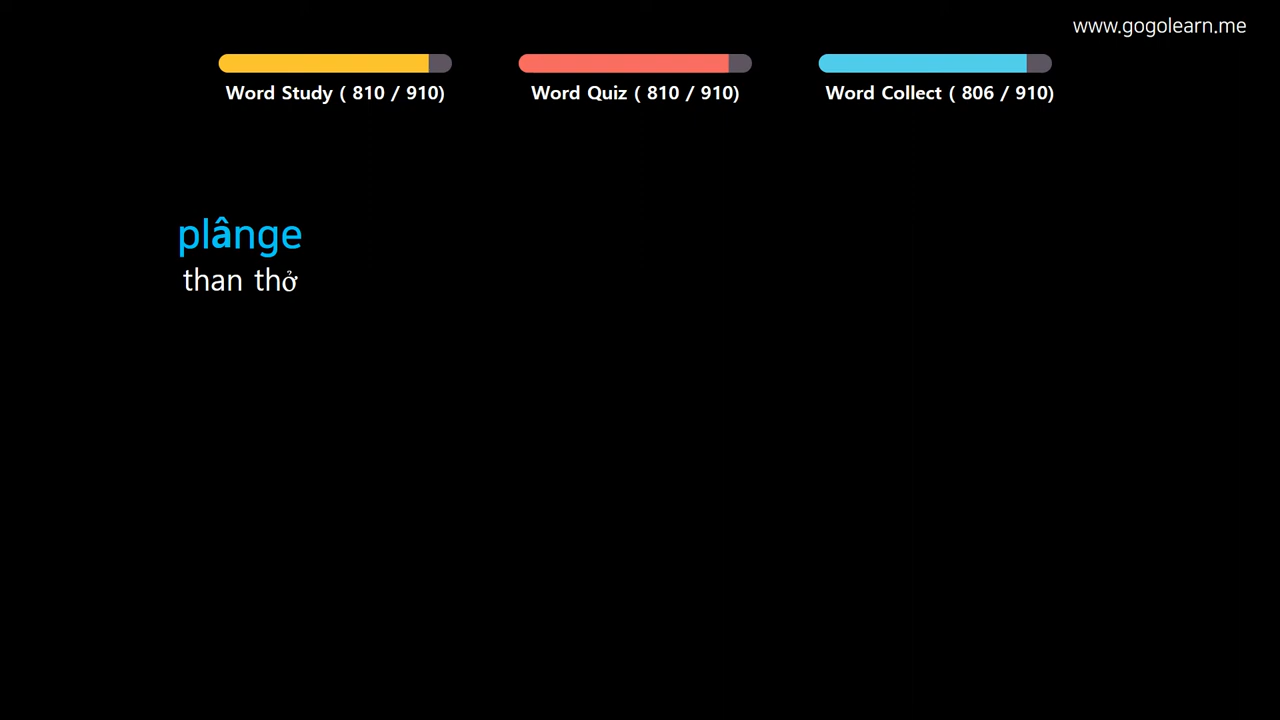 www.gogolearn.me
Word Study ( 810 / 910)
Word Quiz ( 810 / 910)
Word Collect ( 806 / 910)
plânge
than thở